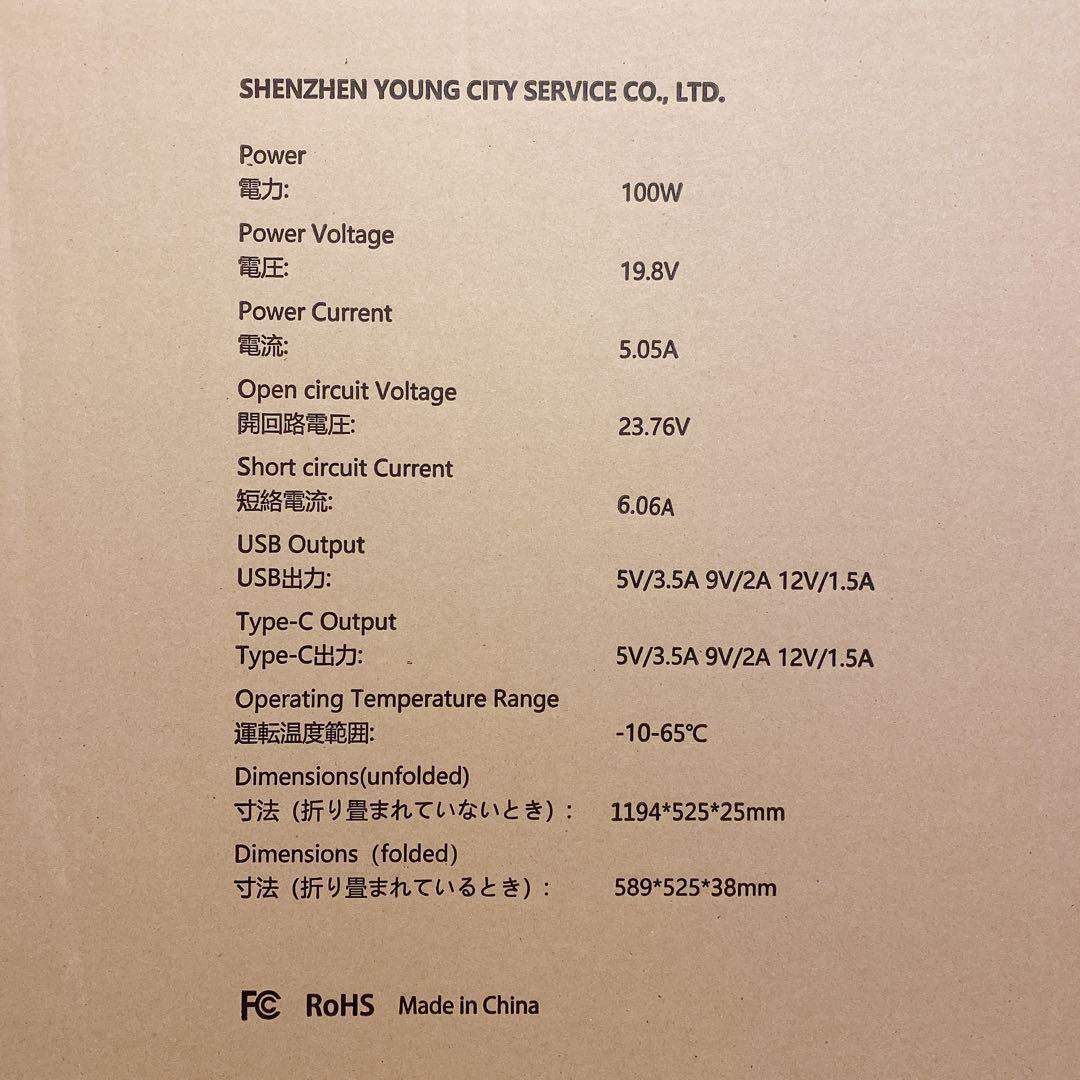 SHENZHEN YOUNG CITY SERVICE CO., LTD.
Power
電力: 100W
Power Voltage
電圧: 19.8V
Power Current
電流: 5.05A
Open circuit Voltage
開回路電圧: 23.76V
Short circuit Current
短絡電流: 6.06A
USB Output
USB出力: 5V/3.5A 9V/2A 12V/1.5A
Type-C Output
Type-C出力: 5V/3.5A 9V/2A 12V/1.5A
Operating Temperature Range
運転温度範囲: -10-65℃
Dimensions(unfolded)
寸法（折り畳まれていないとき）: 1194*525*25mm
Dimensions（folded）
寸法（折り畳まれているとき）: 589*525*38mm
FC RoHS Made in China